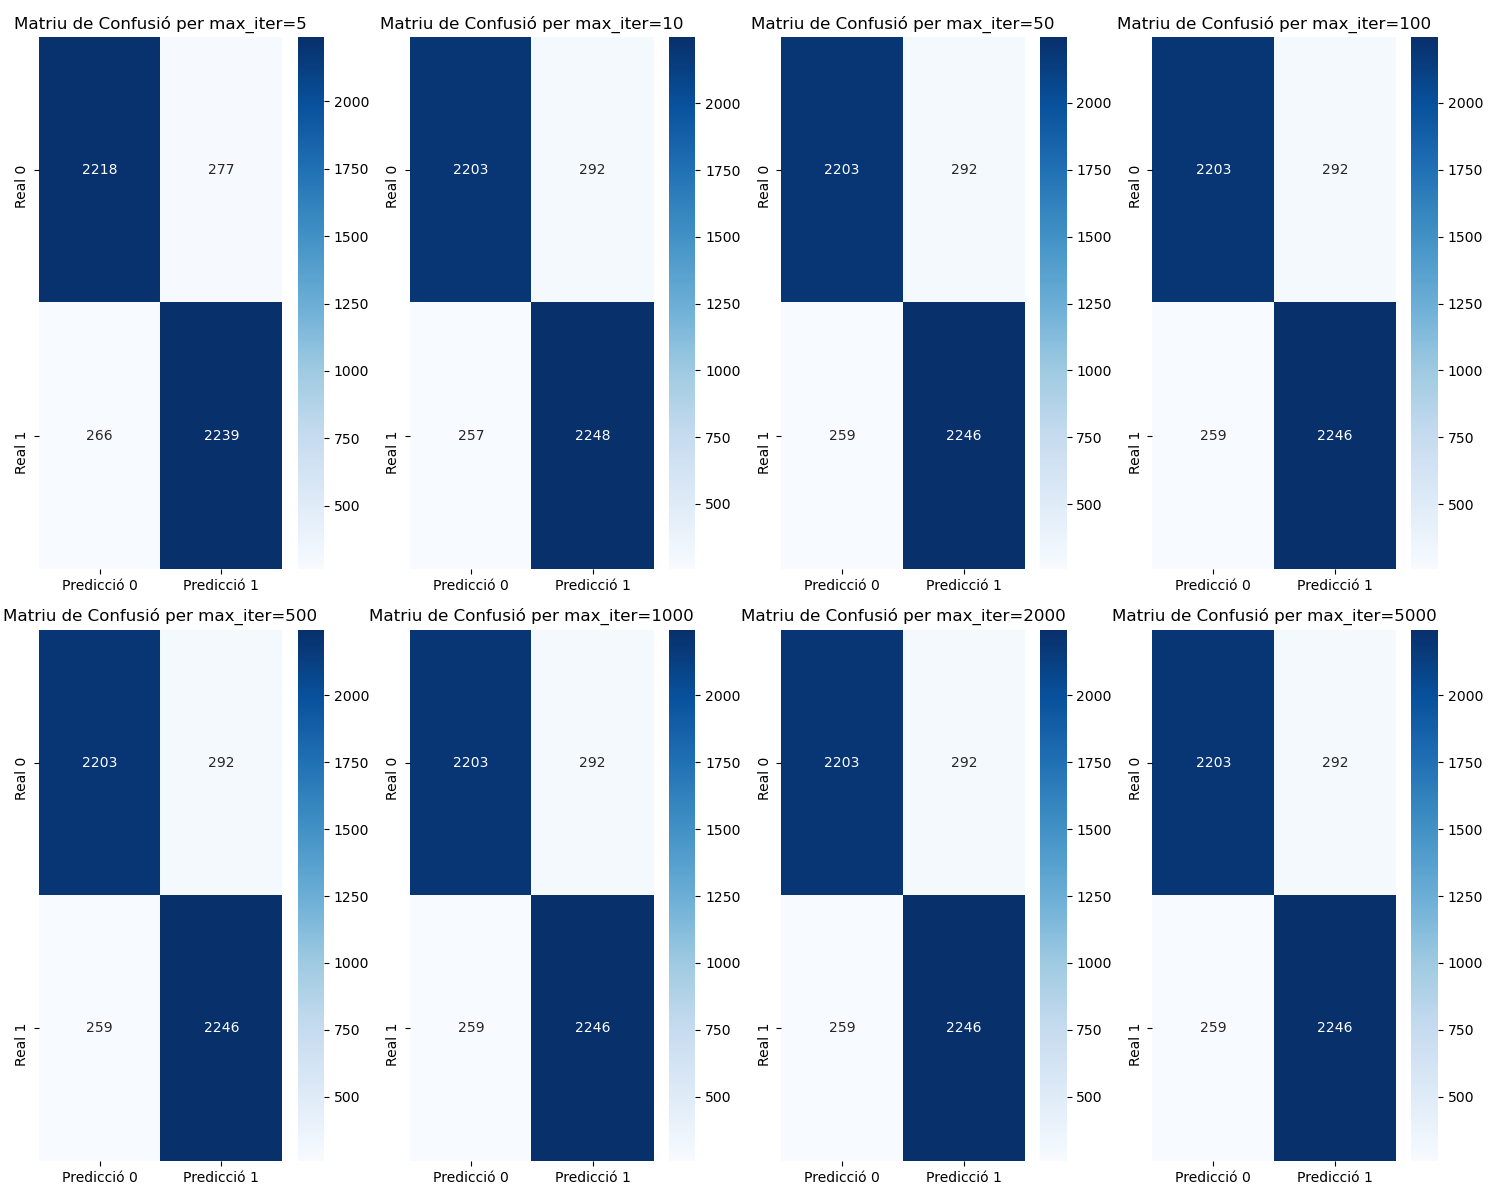 Matriu de Confusió per max_iter=5
Real 0
Real 1
2218
277
266
2239
Predicció 0
Predicció 1
2000
1750
1500
1250
1000
750
500
Matriu de Confusió per max_iter=10
Real 0
Real 1
2203
292
257
2248
Predicció 0
Predicció 1
2000
1750
1500
1250
1000
750
500
Matriu de Confusió per max_iter=50
Real 0
Real 1
2203
292
259
2246
Predicció 0
Predicció 1
2000
1750
1500
1250
1000
750
500
Matriu de Confusió per max_iter=100
Real 0
Real 1
2203
292
259
2246
Predicció 0
Predicció 1
2000
1750
1500
1250
1000
750
500
Matriu de Confusió per max_iter=500
Real 0
Real 1
2203
292
259
2246
Predicció 0
Predicció 1
2000
1750
1500
1250
1000
750
500
Matriu de Confusió per max_iter=1000
Real 0
Real 1
2203
292
259
2246
Predicció 0
Predicció 1
2000
1750
1500
1250
1000
750
500
Matriu de Confusió per max_iter=2000
Real 0
Real 1
2203
292
259
2246
Predicció 0
Predicció 1
2000
1750
1500
1250
1000
750
500
Matriu de Confusió per max_iter=5000
Real 0
Real 1
2203
292
259
2246
Predicció 0
Predicció 1
2000
1750
1500
1250
1000
750
500